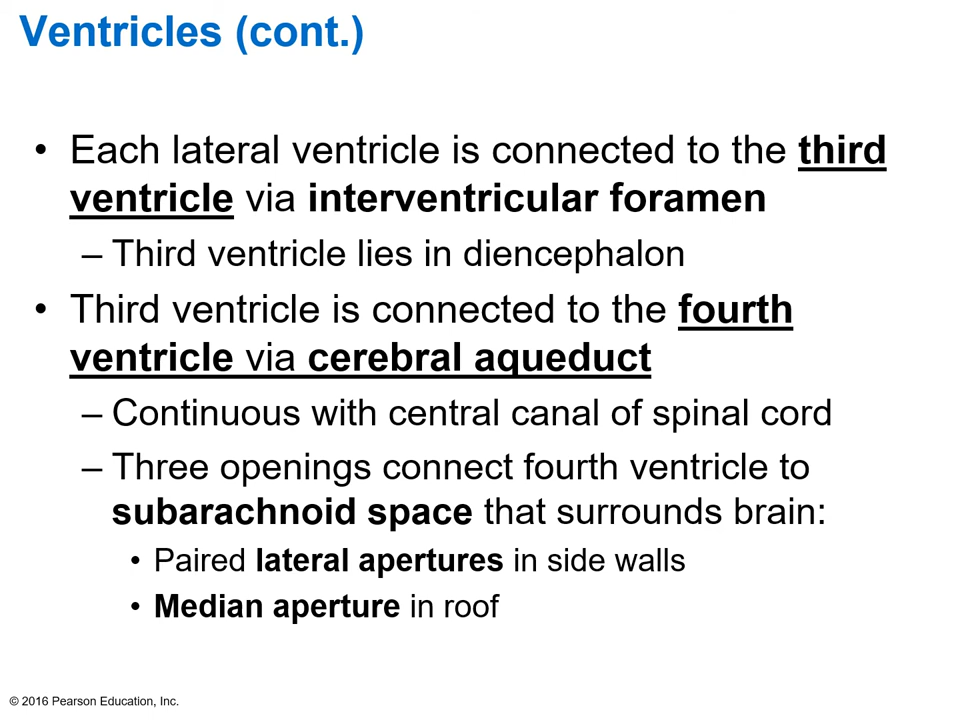 Ventricles (cont.)
• Each lateral ventricle is connected to the third
ventricle via interventricular foramen
– Third ventricle lies in diencephalon
• Third ventricle is connected to the fourth
ventricle via cerebral aqueduct
– Continuous with central canal of spinal cord
– Three openings connect fourth ventricle to
subarachnoid space that surrounds brain:
• Paired lateral apertures in side walls
• Median aperture in roof
© 2016 Pearson Education, Inc.